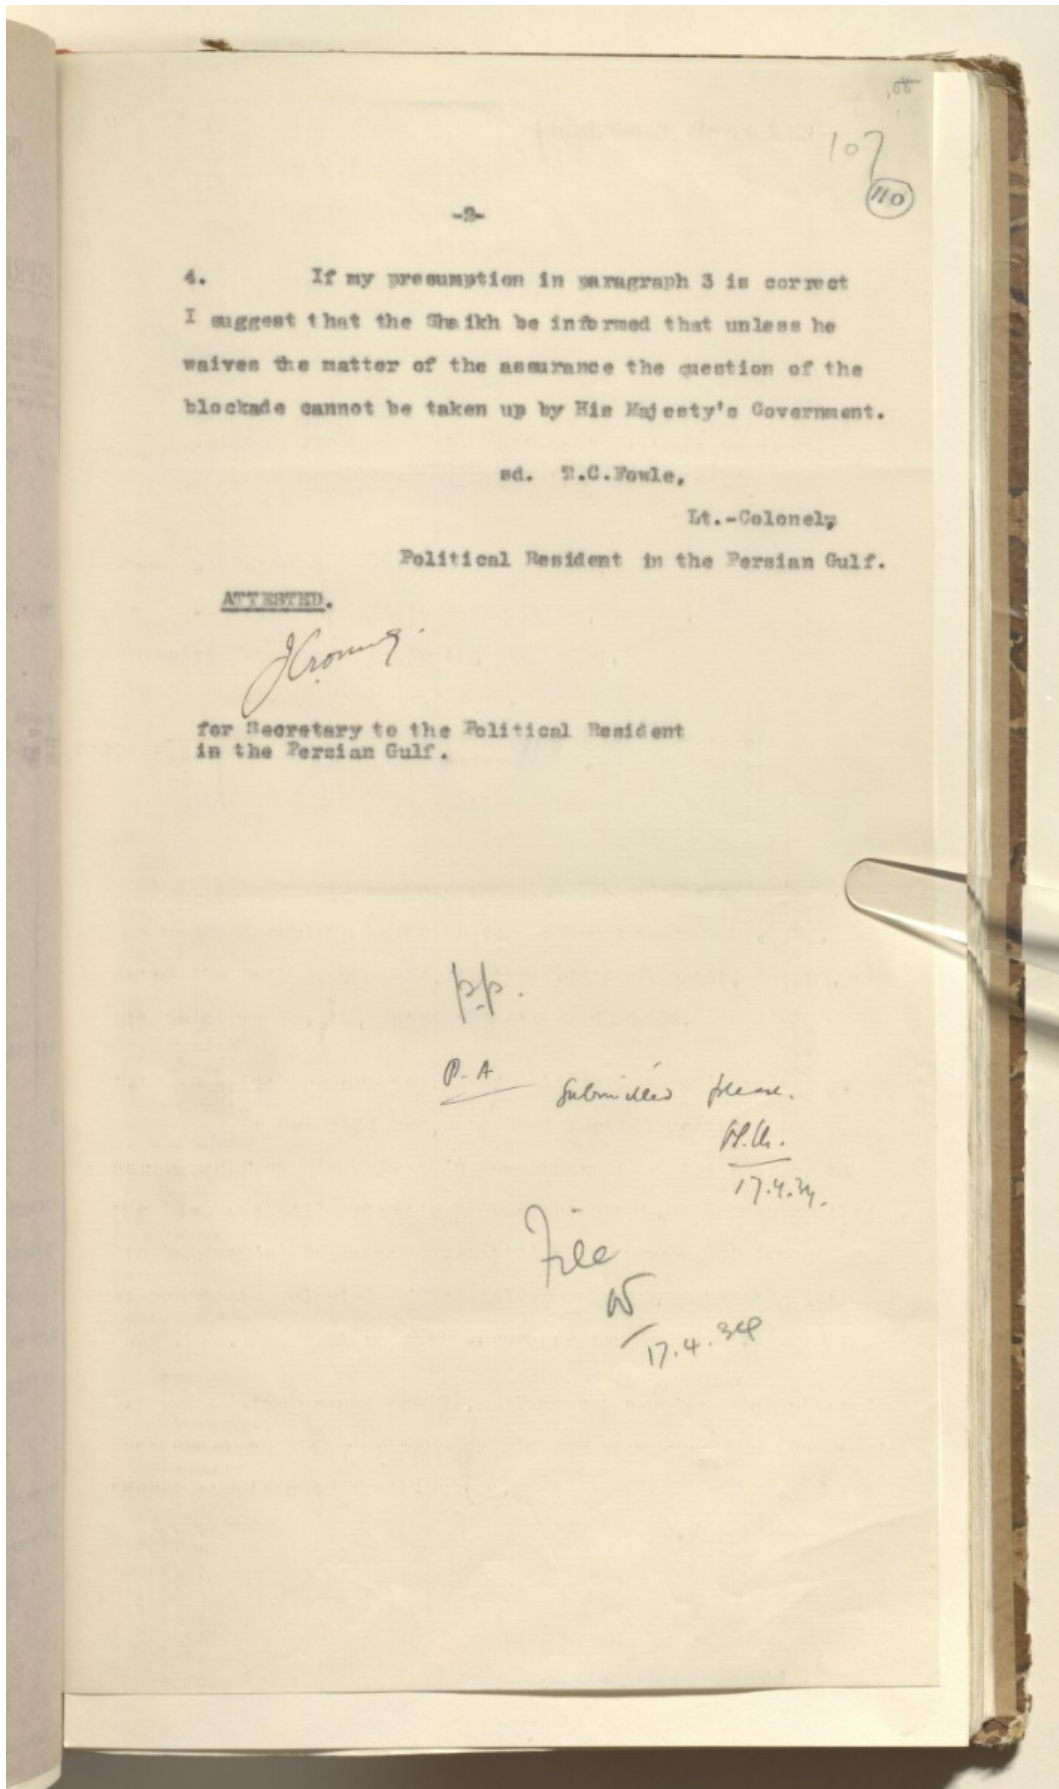 107
110
-2-
4. If my presumption in paragraph 3 is correct
I suggest that the Shaikh be informed that unless he
waives the matter of the assurance the question of the
blockade cannot be taken up by His Majesty's Government.
sd. T.C.Fowle,
Lt.-Colonel,
Political Resident in the Persian Gulf.
ATTESTED.
for Secretary to the Political Resident
in the Persian Gulf.
p.p.
P.A
Submitted please.
17.4.34.
File
17.4.34